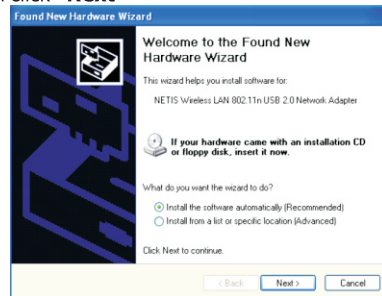 Click "Next"
Found New Hardware Wizard
Welcome to the Found New
Hardware Wizard
This wizard helps you install software for:
NETIS Wireless LAN 802.11n USB 2.0 Network Adapter
If your hardware came with an installation CD
or floppy disk, insert it now.
What do you want the wizard to do?
Install the software automatically (Recommended)
Install from a list or specific location (Advanced)
Click Next to continue.
< Back Next > Cancel